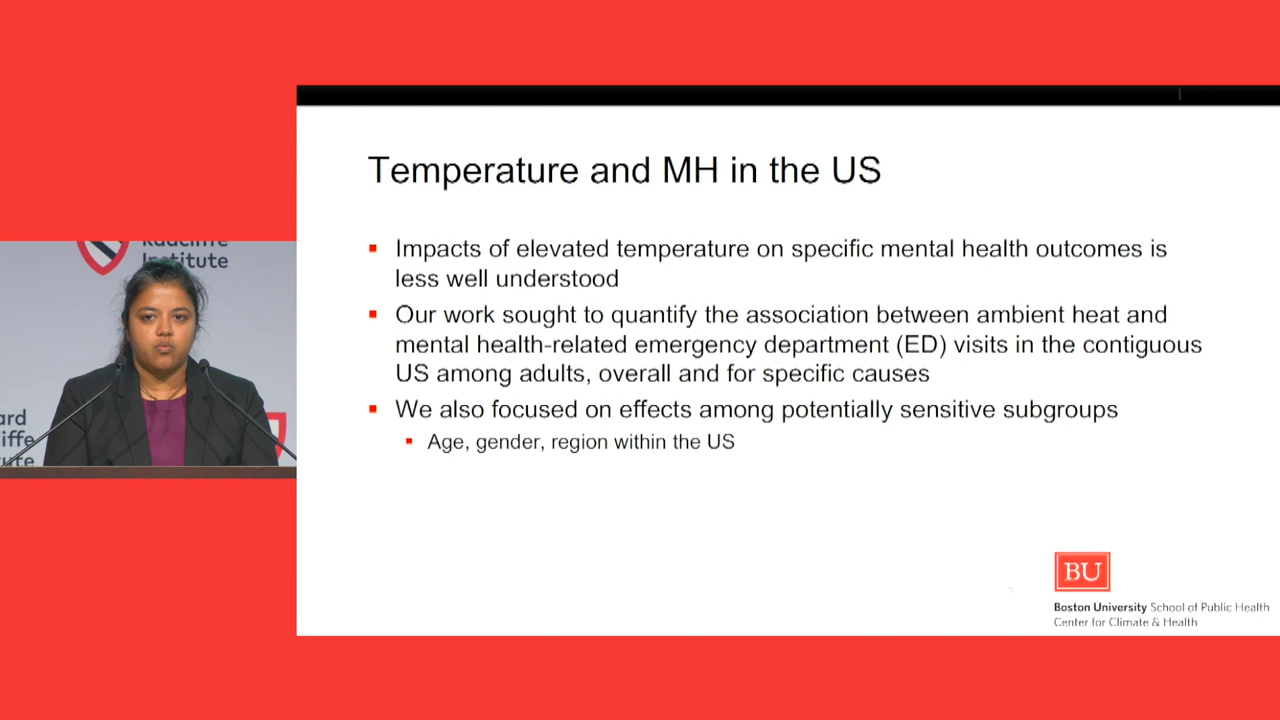 Radcliffe
Institute
ard
cliffe
Temperature and MH in the US
Impacts of elevated temperature on specific mental health outcomes is
less well understood
Our work sought to quantify the association between ambient heat and
mental health-related emergency department (ED) visits in the contiguous
US among adults, overall and for specific causes
We also focused on effects among potentially sensitive subgroups
Age, gender, region within the US
7
BU
Boston University School of Public Health
Center for Climate & Health